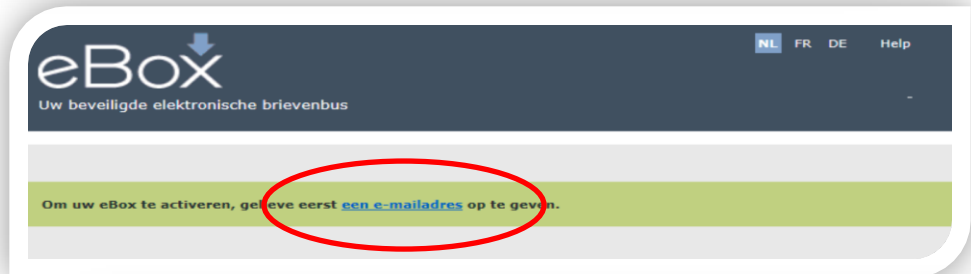 eBox
NL FR DE Help
Uw beveiligde elektronische brievenbus
-
Om uw eBox te activeren, gelieve eerst een e-mailadres op te geven.